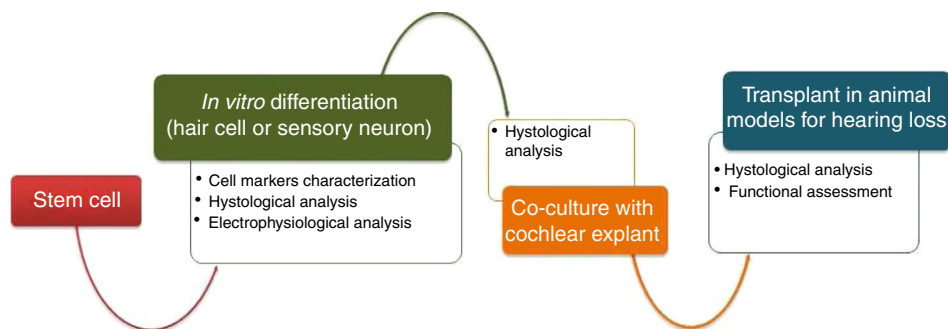 Stem cell
In vitro differentiation
(hair cell or sensory neuron)
• Cell markers characterization
• Hystological analysis
• Electrophysiological analysis
• Hystological
analysis
Co-culture with
cochlear explant
Transplant in animal
models for hearing loss
• Hystological analysis
• Functional assessment